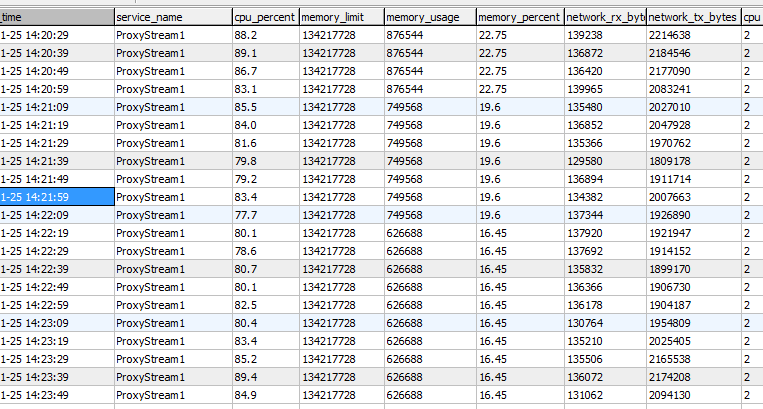 _time service_name cpu_percent memory_limit memory_usage memory_percent network_rx_byt network_tx_bytes cpu
1-25 14:20:29 ProxyStream1 88.2 134217728 876544 22.75 139238 2214638 2
1-25 14:20:39 ProxyStream1 89.1 134217728 876544 22.75 136872 2184546 2
1-25 14:20:49 ProxyStream1 86.7 134217728 876544 22.75 136420 2177090 2
1-25 14:20:59 ProxyStream1 83.1 134217728 876544 22.75 139965 2083241 2
1-25 14:21:09 ProxyStream1 85.5 134217728 749568 19.6 135480 2027010 2
1-25 14:21:19 ProxyStream1 84.0 134217728 749568 19.6 136852 2047928 2
1-25 14:21:29 ProxyStream1 81.6 134217728 749568 19.6 135366 1970762 2
1-25 14:21:39 ProxyStream1 79.8 134217728 749568 19.6 129580 1809178 2
1-25 14:21:49 ProxyStream1 79.2 134217728 749568 19.6 136894 1911714 2
1-25 14:21:59 ProxyStream1 83.4 134217728 749568 19.6 134382 2007663 2
1-25 14:22:09 ProxyStream1 77.7 134217728 749568 19.6 137344 1926890 2
1-25 14:22:19 ProxyStream1 80.1 134217728 626688 16.45 137920 1921947 2
1-25 14:22:29 ProxyStream1 78.6 134217728 626688 16.45 137692 1914152 2
1-25 14:22:39 ProxyStream1 80.7 134217728 626688 16.45 135832 1899170 2
1-25 14:22:49 ProxyStream1 80.1 134217728 626688 16.45 136366 1906730 2
1-25 14:22:59 ProxyStream1 82.5 134217728 626688 16.45 136178 1904187 2
1-25 14:23:09 ProxyStream1 80.4 134217728 626688 16.45 130764 1954809 2
1-25 14:23:19 ProxyStream1 83.4 134217728 626688 16.45 135210 2025405 2
1-25 14:23:29 ProxyStream1 85.2 134217728 626688 16.45 135506 2165538 2
1-25 14:23:39 ProxyStream1 89.4 134217728 626688 16.45 136072 2174208 2
1-25 14:23:49 ProxyStream1 84.9 134217728 626688 16.45 131062 2094130 2